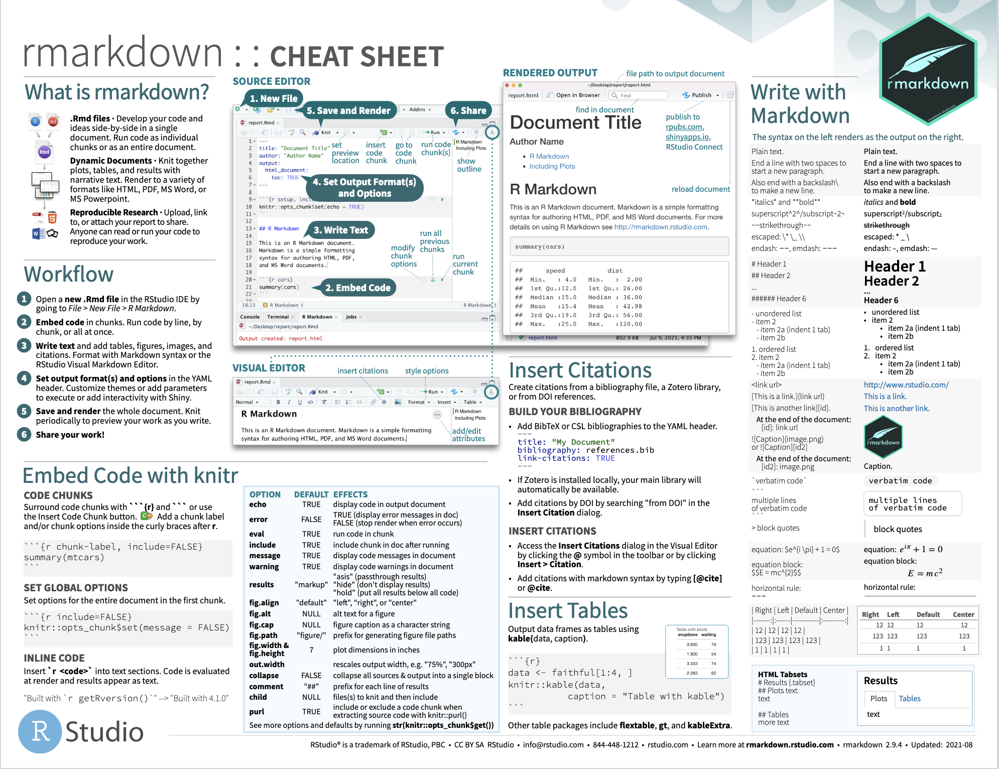 rmarkdown : : CHEAT SHEET
What is rmarkdown?
R
md
Rmd
.Rmd files · Develop your code and
ideas side-by-side in a single
document. Run code as individual
chunks or as an entire document.
Dynamic Documents · Knit together
plots, tables, and results with
narrative text. Render to a variety of
formats like HTML, PDF, MS Word, or
MS Powerpoint.
Reproducible Research · Upload, link
to, or attach your report to share.
Anyone can read or run your code to
reproduce your work.
Workflow
1 Open a new .Rmd file in the RStudio IDE by
going to File > New File > R Markdown.
2 Embed code in chunks. Run code by line, by
chunk, or all at once.
3 Write text and add tables, figures, images, and
citations. Format with Markdown syntax or the
RStudio Visual Markdown Editor.
4 Set output format(s) and options in the YAML
header. Customize themes or add parameters
to execute or add interactivity with Shiny.
5 Save and render the whole document. Knit
periodically to preview your work as you write.
6 Share your work!
SOURCE EDITOR
1. New File
5. Save and Render
Addins
6. Share
report.Rmd
Knit
Run
set
preview
location
insert
code
chunk
go to
code
chunk
run code
chunk(s)
show
outline
R Markdown
Including Plots
1 ---
2 title: "Document Title"
3 author: "Author Name"
4 output:
5 html_document:
6 toc: TRUE
7 ---
8
4. Set Output Format(s)
and Options
9 ```{r setup, incl
10 knitr::opts_chunk$set(echo = TRUE)
11 ```
12
13 ## R Markdown
14
3. Write Text
15 This is an R Markdown document.
16 Markdown is a simple formatting
17 syntax for authoring HTML, PDF,
18 and MS Word documents.
19
modify
chunk
options
run all
previous
chunks
run
current
chunk
20 ```{r cars}
21 summary(cars)
22 ```
23
2. Embed Code
18:23 # R Markdown R Markdown
Console Terminal R Markdown Jobs
~/Desktop/report/report.Rmd
Output created: report.html
report.html 802.9 KB Jul 9, 2021, 4:35 PM
RENDERED OUTPUT
file path to output document
~/Desktop/report/report.html
report.html Open in Browser Find Publish
find in document
publish to
rpubs.com,
shinyapps.io,
RStudio Connect
reload document
Document Title
Author Name
• R Markdown
• Including Plots
R Markdown
This is an R Markdown document. Markdown is a simple formatting
syntax for authoring HTML, PDF, and MS Word documents. For more
details on using R Markdown see http://rmarkdown.rstudio.com.
summary(cars)
## speed dist
## Min. : 4.0 Min. : 2.00
## 1st Qu.:12.0 1st Qu.: 26.00
## Median :15.0 Median : 36.00
## Mean :15.4 Mean : 42.98
## 3rd Qu.:19.0 3rd Qu.: 56.00
## Max. :25.0 Max. :120.00
VISUAL EDITOR
insert citations
style options
report.Rmd
Knit
Run
Normal B I U </> Format Insert Table
R Markdown
This is an R Markdown document. Markdown is a simple formatting
syntax for authoring HTML, PDF, and MS Word documents.
R Markdown
Including Plots
add/edit
attributes
Embed Code with knitr
CODE CHUNKS
Surround code chunks with ```{r} and ``` or use
the Insert Code Chunk button. Add a chunk label
and/or chunk options inside the curly braces after r.
```{r chunk-label, include=FALSE}
summary(mtcars)
```
SET GLOBAL OPTIONS
Set options for the entire document in the first chunk.
```{r include=FALSE}
knitr::opts_chunk$set(message = FALSE)
```
INLINE CODE
Insert `r <code>` into text sections. Code is evaluated
at render and results appear as text.
"Built with `r getRversion()`" --> "Built with 4.1.0"
OPTION DEFAULT EFFECTS
echo TRUE display code in output document
error FALSE TRUE (display error messages in doc)
FALSE (stop render when error occurs)
eval TRUE run code in chunk
include TRUE include chunk in doc after running
message TRUE display code messages in document
warning TRUE display code warnings in document
results "markup" "asis" (passthrough results)
"hide" (don't display results)
"hold" (put all results below all code)
fig.align "default" "left", "right", or "center"
fig.alt NULL alt text for a figure
fig.cap NULL figure caption as a character string
fig.path "figure/" prefix for generating figure file paths
fig.width &
fig.height 7 plot dimensions in inches
out.width rescales output width, e.g. "75%", "300px"
collapse FALSE collapse all sources & output into a single block
comment "##" prefix for each line of results
child NULL files(s) to knit and then include
purl TRUE include or exclude a code chunk when
extracting source code with knitr::purl()
See more options and defaults by running str(knitr::opts_chunk$get())
Insert Citations
Create citations from a bibliography file, a Zotero library,
or from DOI references.
BUILD YOUR BIBLIOGRAPHY
• Add BibTeX or CSL bibliographies to the YAML header.
---
title: "My Document"
bibliography: references.bib
link-citations: TRUE
---
• If Zotero is installed locally, your main library will
automatically be available.
• Add citations by DOI by searching "from DOI" in the
Insert Citation dialog.
INSERT CITATIONS
• Access the Insert Citations dialog in the Visual Editor
by clicking the @ symbol in the toolbar or by clicking
Insert > Citation.
• Add citations with markdown syntax by typing [@cite]
or @cite.
Insert Tables
Output data frames as tables using
kable(data, caption).
Table with kable
eruptions waiting
3.600 79
1.800 54
3.333 74
2.283 62
```{r}
data <- faithful[1:4, ]
knitr::kable(data,
caption = "Table with kable")
```
Other table packages include flextable, gt, and kableExtra.
Write with
Markdown
rmarkdown
rmarkdown.rstudio.com
The syntax on the left renders as the output on the right.
Plain text. Plain text.
End a line with two spaces to
start a new paragraph.
End a line with two spaces to
start a new paragraph.
Also end with a backslash\
to make a new line.
Also end with a backslash
to make a new line.
*italics* and **bold** italics and bold
superscript^2^/subscript~2~ superscript²/subscript₂
~~strikethrough~~ strikethrough
escaped: \* \_ \\ escaped: * _ \
endash: --, emdash: --- endash: –, emdash: —
# Header 1 Header 1
## Header 2 Header 2
... ...
###### Header 6 Header 6
- unordered list
- item 2
- item 2a (indent 1 tab)
- item 2b
• unordered list
• item 2
• item 2a (indent 1 tab)
• item 2b
1. ordered list
2. item 2
- item 2a (indent 1 tab)
- item 2b
1. ordered list
2. item 2
• item 2a (indent 1 tab)
• item 2b
<link url> http://www.rstudio.com/
[This is a link.](link url) This is a link.
[This is another link][id]. This is another link.
At the end of the document:
[id]: link url
![Caption](image.png)
or ![Caption][id2]
At the end of the document:
[id2]: image.png
rmarkdown
Caption.
`verbatim code` verbatim code
```
multiple lines
of verbatim code
```
multiple lines
of verbatim code
> block quotes block quotes
equation: $e^{i \pi} + 1 = 0$ equation: e^{iπ} + 1 = 0
equation block:
$$E = mc^{2}$$
equation block:
E = mc²
horizontal rule:
---
horizontal rule:
| Right | Left | Default | Center |
|-------:|:------|-----------|:---------:|
| 12 | 12 | 12 | 12 |
| 123 | 123 | 123 | 123 |
| 1 | 1 | 1 | 1 |
Right Left Default Center
12 12 12 12
123 123 123 123
1 1 1 1
HTML Tabsets
# Results {.tabset}
## Plots text
text
## Tables
more text
Results
Plots Tables
text
R Studio
RStudio® is a trademark of RStudio, PBC • CC BY SA RStudio • info@rstudio.com • 844-448-1212 • rstudio.com • Learn more at rmarkdown.rstudio.com • rmarkdown 2.9.4 • Updated: 2021-08